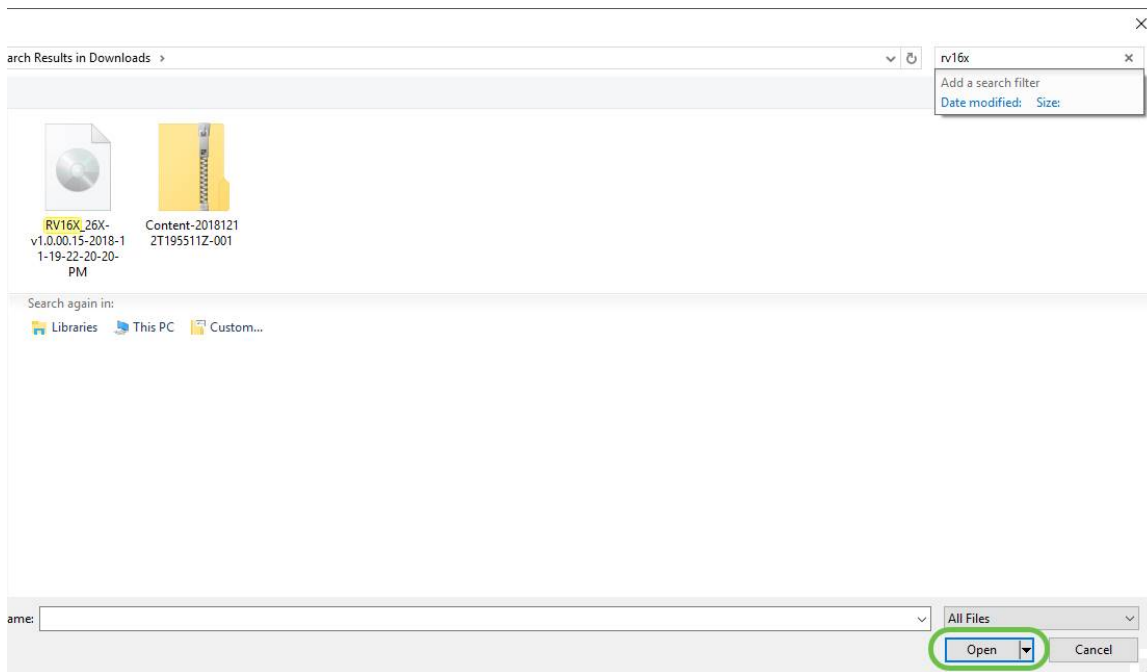 arch Results in Downloads >
rv16x
Add a search filter
Date modified: Size:
RV16X_26X-
v1.0.00.15-2018-1
1-19-22-20-20-
PM
Content-2018121
2T195511Z-001
Search again in:
Libraries This PC Custom...
ame:
All Files
Open Cancel